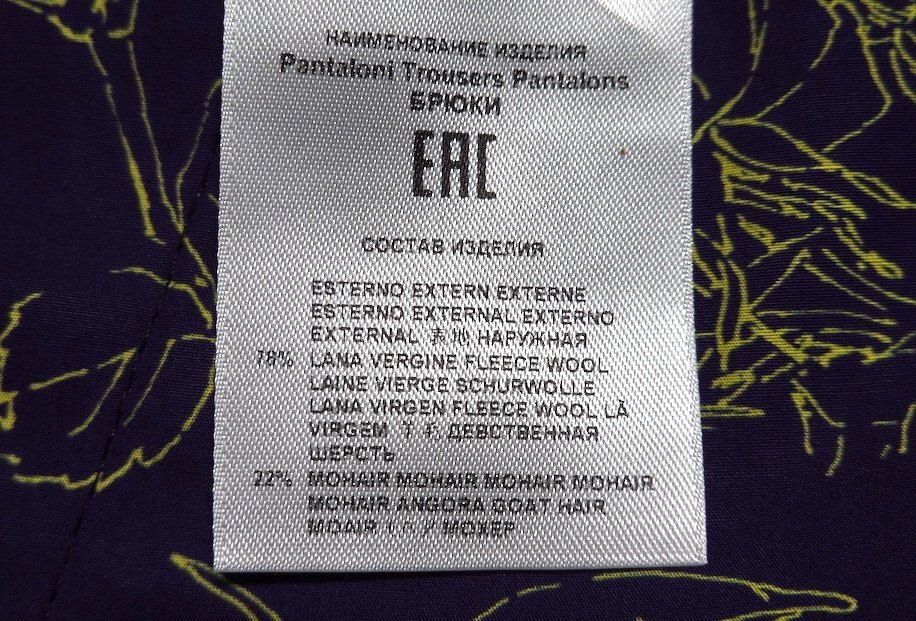 НАИМЕНОВАНИЕ ИЗДЕЛИЯ
Pantaloni Trousers Pantalons
БРЮКИ
EAC
СОСТАВ ИЗДЕЛИЯ
ESTERNO EXTERN EXTERNE
ESTERNO EXTERNAL EXTERNO
EXTERNAL 表地 НАРУЖНАЯ
78% LANA VERGINE FLEECE WOOL
LAINE VIERGE SCHURWOLLE
LANA VIRGEN FLEECE WOOL LÃ
VIRGEM ДЕВСТВЕННАЯ
ШЕРСТЬ
22% MOHAIR MOHAIR MOHAIR MOHAIR
MOHAIR ANGORA GOAT HAIR
MOAIR МОХЕР